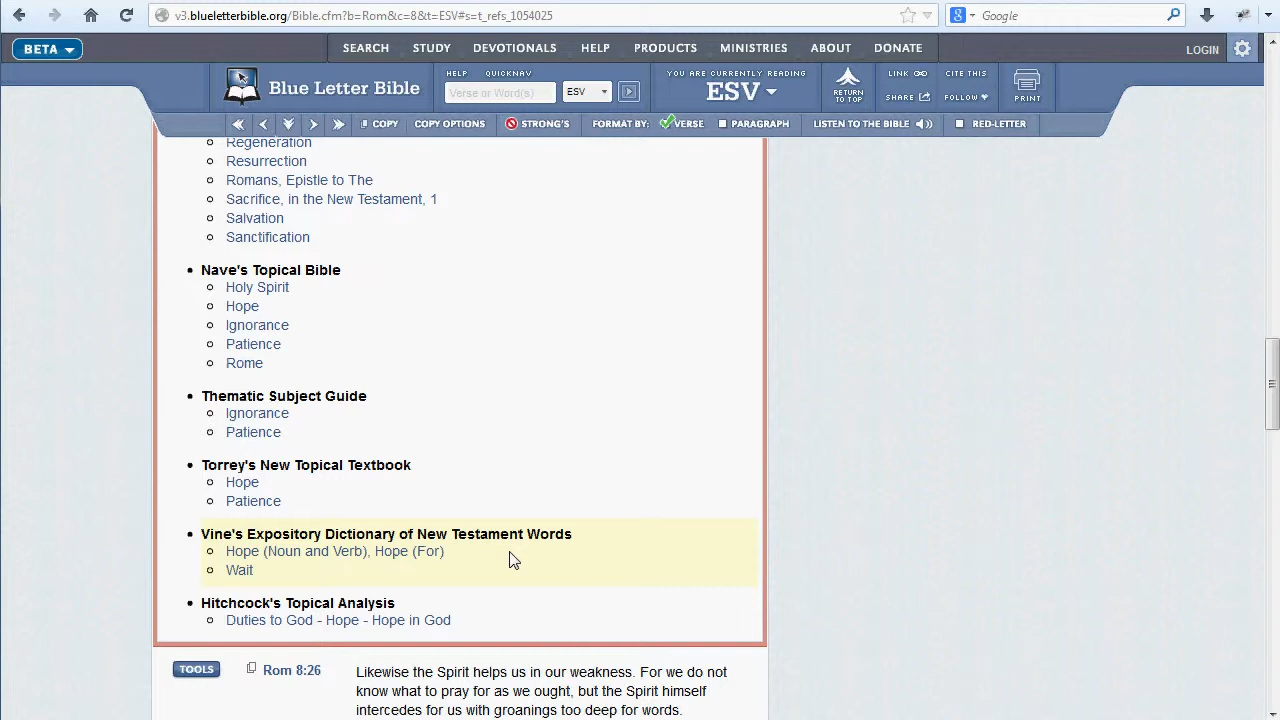 v3.blueletterbible.org/Bible.cfm?b=Rom&c=8&t=ESV#s=t_refs_1054025
Google
BETA
SEARCH STUDY DEVOTIONALS HELP PRODUCTS MINISTRIES ABOUT DONATE
LOGIN
Blue Letter Bible
HELP QUICKNAV
Verse or Word(s)
ESV
YOU ARE CURRENTLY READING
ESV
RETURN
TO TOP
LINK
CITE THIS
SHARE
FOLLOW
PRINT
COPY COPY OPTIONS STRONG'S FORMAT BY: VERSE PARAGRAPH LISTEN TO THE BIBLE RED-LETTER
Regeneration
Resurrection
Romans, Epistle to The
Sacrifice, in the New Testament, 1
Salvation
Sanctification
Nave's Topical Bible
Holy Spirit
Hope
Ignorance
Patience
Rome
Thematic Subject Guide
Ignorance
Patience
Torrey's New Topical Textbook
Hope
Patience
Vine's Expository Dictionary of New Testament Words
Hope (Noun and Verb), Hope (For)
Wait
Hitchcock's Topical Analysis
Duties to God - Hope - Hope in God
TOOLS
Rom 8:26
Likewise the Spirit helps us in our weakness. For we do not
know what to pray for as we ought, but the Spirit himself
intercedes for us with groanings too deep for words.